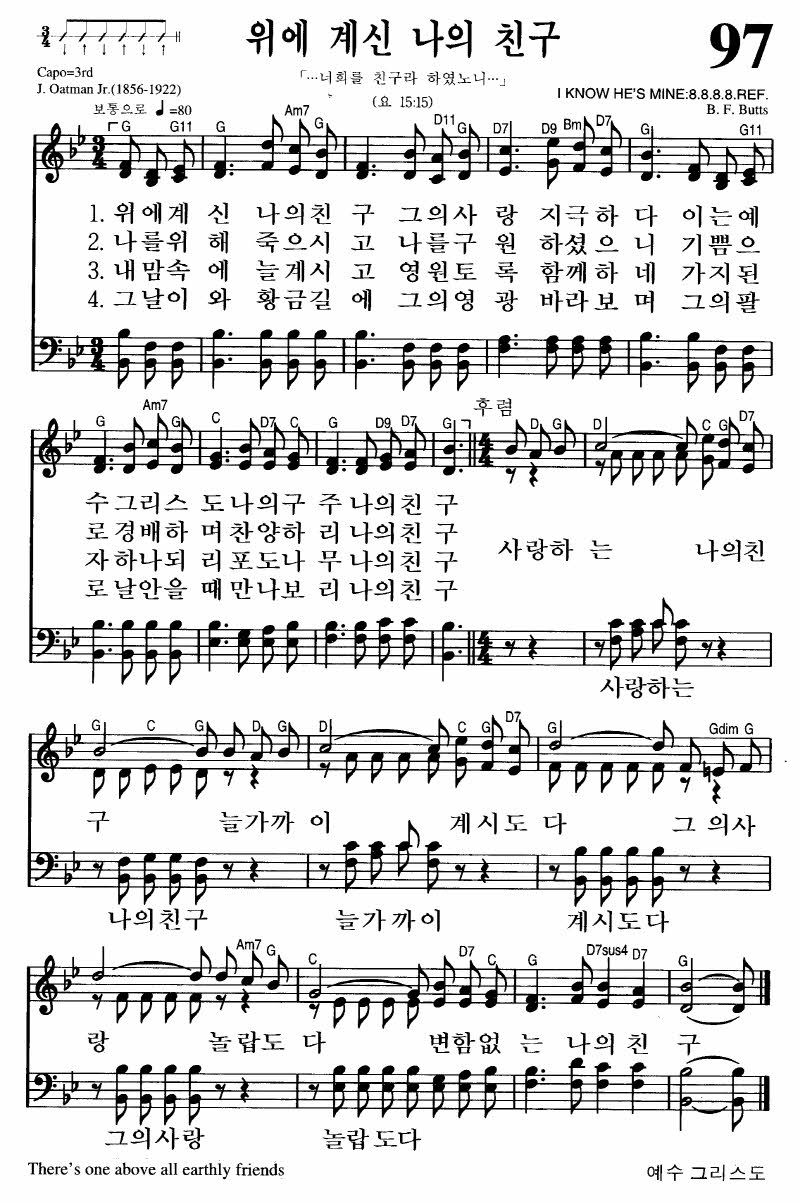 위에 계신 나의 친구
97
Capo=3rd
「…너희를 친구라 하였노니…」
J. Oatman Jr.(1856-1922)
(요 15:15)
I KNOW HE'S MINE:8.8.8.8.REF.
보통으로 ♩=80
B. F. Butts
3/4
G G11 G Am7 G D11 G D7 D9 Bm D7 G G11
1. 위에계 신 나의친 구 그의사 랑 지극하 다 이는예
2. 나를위 해 죽으시 고 나를구 원 하셨으 니 기쁨으
3. 내맘속 에 늘계시 고 영원토 록 함께하 네 가지된
4. 그날이 와 황금길 에 그의영 광 바라보 며 그의팔
후렴
G Am7 G C D7 C G D9 D7 G D G D C G D7
수그리스 도나의구 주나의친 구
로경배하 며찬양하 리나의친 구
자하나되 리포도나 무나의친 구
로날안을 때만나보 리나의친 구
사랑하 는 나의친
사랑하는
G C G D G D C G D7 G Gdim G
구 늘가까 이 계시도 다 그 의사
나의친구 늘가까이 계시도다
Am7 G C D7 G D7sus4 D7 G
랑 놀랍도 다 변함없 는 나의친 구
그의사랑 놀랍도다
There's one above all earthly friends
예수 그리스도